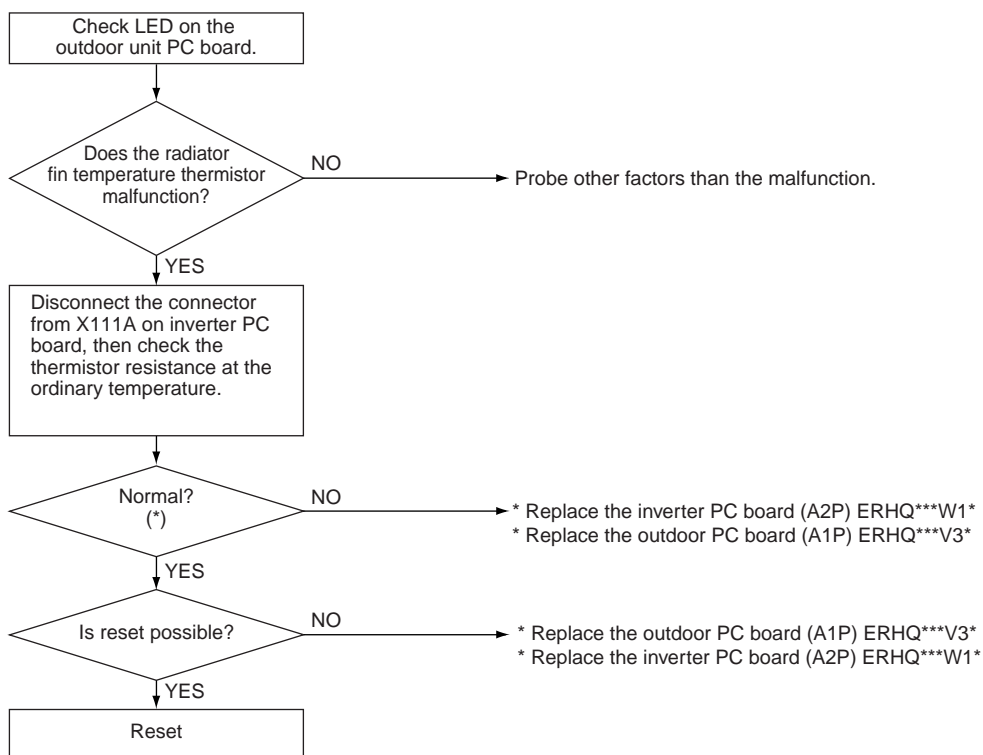 Check LED on the
outdoor unit PC board.
Does the radiator
fin temperature thermistor
malfunction?
NO
Probe other factors than the malfunction.
YES
Disconnect the connector
from X111A on inverter PC
board, then check the
thermistor resistance at the
ordinary temperature.
Normal?
(*)
NO
* Replace the inverter PC board (A2P) ERHQ***W1*
* Replace the outdoor PC board (A1P) ERHQ***V3*
YES
Is reset possible?
NO
* Replace the outdoor PC board (A1P) ERHQ***V3*
* Replace the inverter PC board (A2P) ERHQ***W1*
YES
Reset